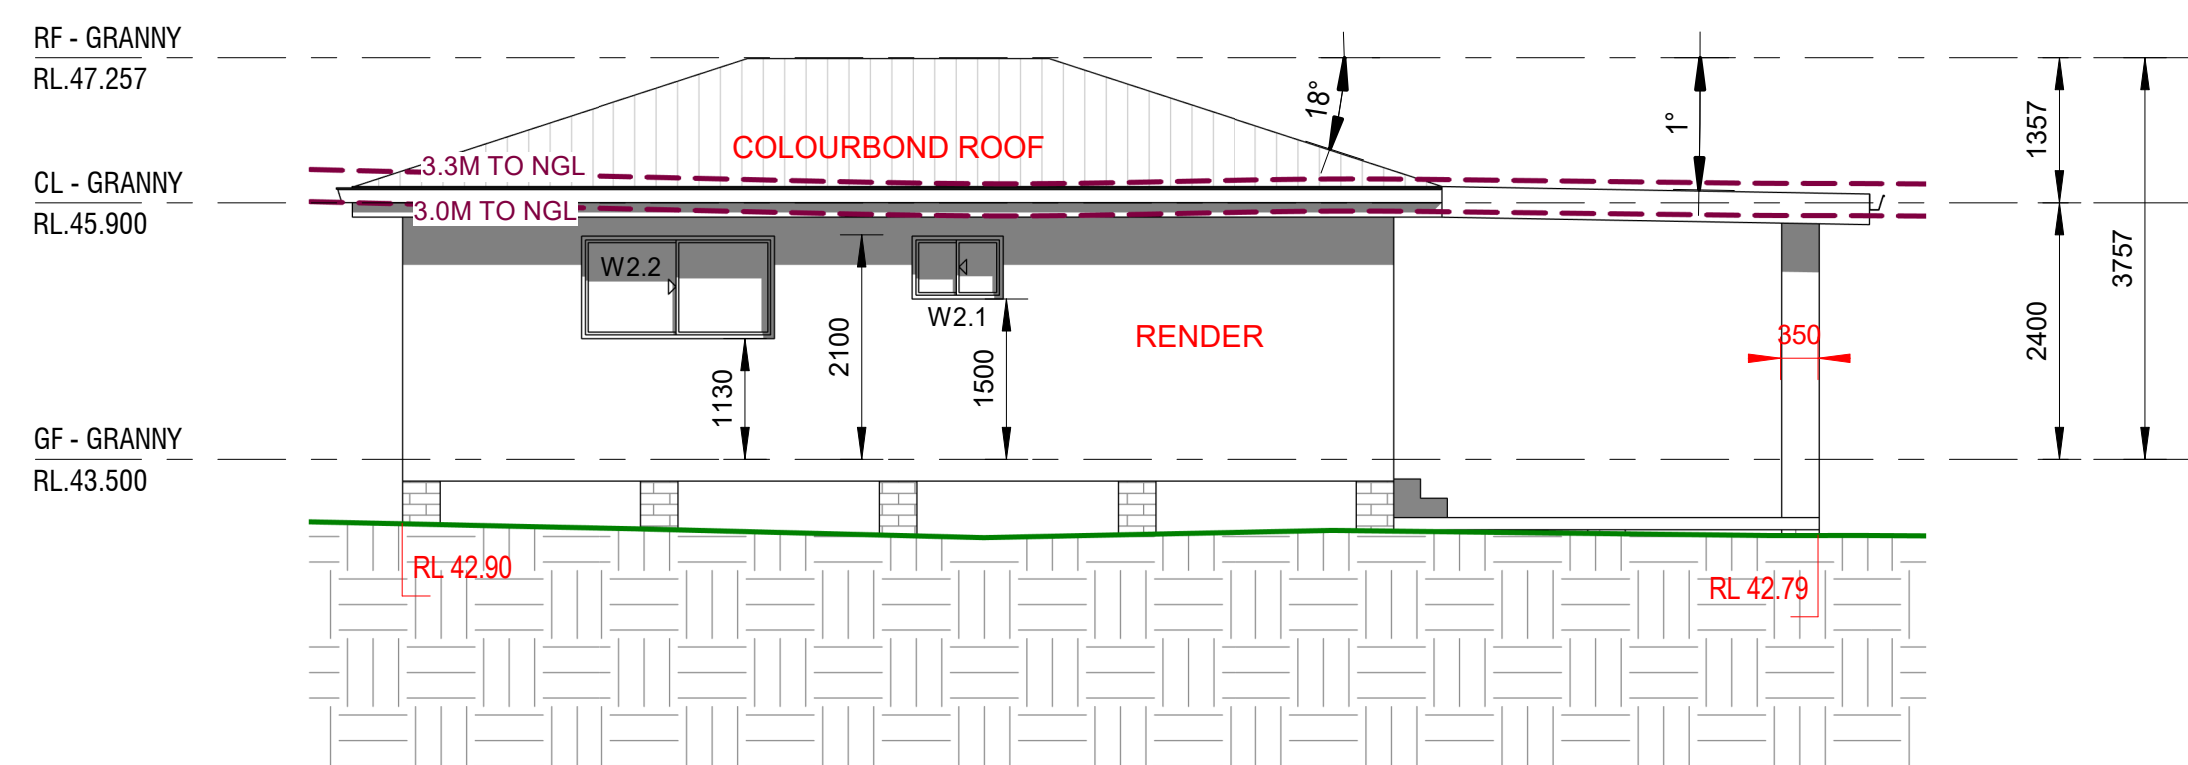 RF - GRANNY
RL.47.257
CL - GRANNY
RL.45.900
GF - GRANNY
RL.43.500
COLOURBOND ROOF
3.3M TO NGL
3.0M TO NGL
18°
1°
W2.2
W2.1
RENDER
1130
2100
1500
350
1357
2400
3757
RL 42.90
RL 42.79